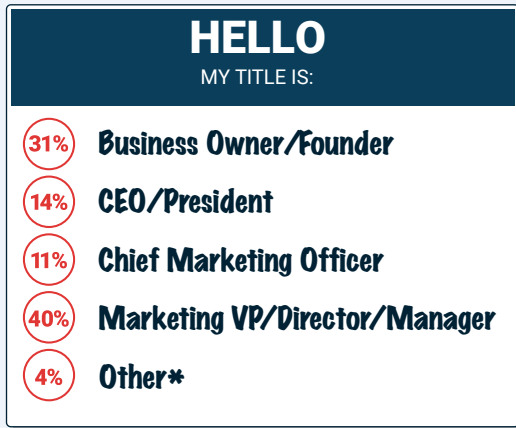 HELLO
MY TITLE IS:
31% Business Owner/Founder
14% CEO/President
11% Chief Marketing Officer
40% Marketing VP/Director/Manager
4% Other*